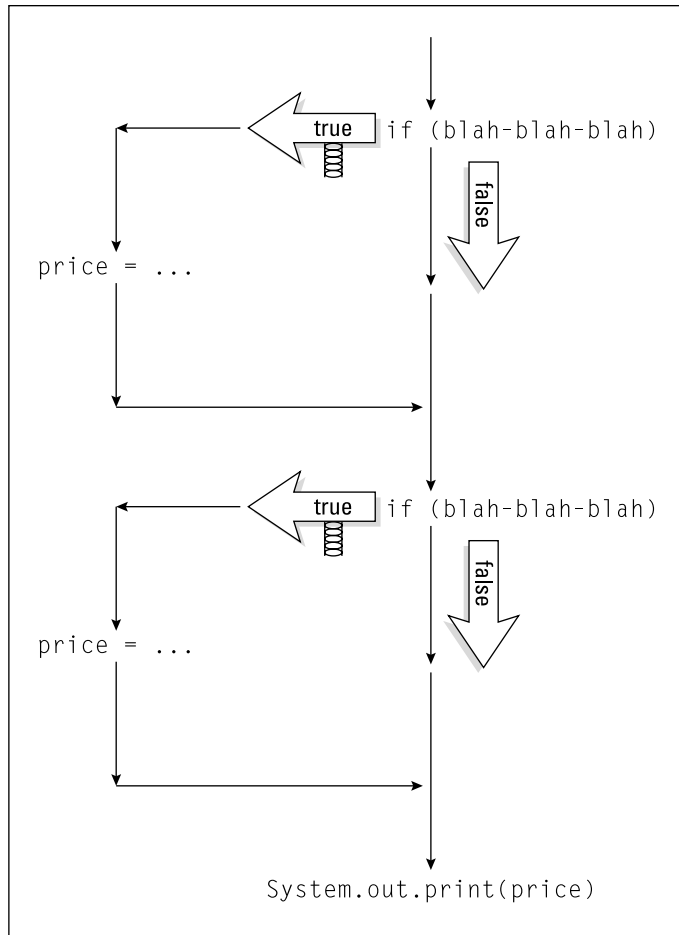 true if (blah-blah-blah)
false
price = ...
true if (blah-blah-blah)
false
price = ...
System.out.print(price)